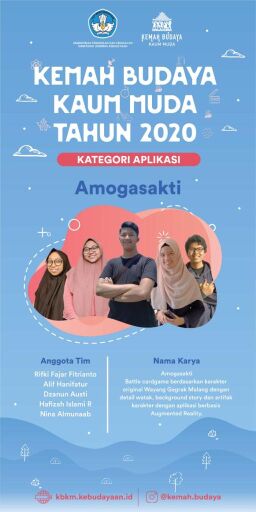 KEMAH BUDAYA
KAUM MUDA
KEMAH BUDAYA
KAUM MUDA
TAHUN 2020
KATEGORI APLIKASI
Amogasakti
Anggota Tim
Rifki Fajar Fitrianto
Alif Hanifatur
Dzanun Austi
Hafizah Islami R
Nina Almunaab
Nama Karya
Amogasakti
Battle cardgame berdasarkan karakter
original Wayang Gegrak Malang dengan
detail watak, background story dan artifak
karakter dengan aplikasi berbasis
Augmented Reality.
kbkm.kebudayaan.id
@kemah.budaya